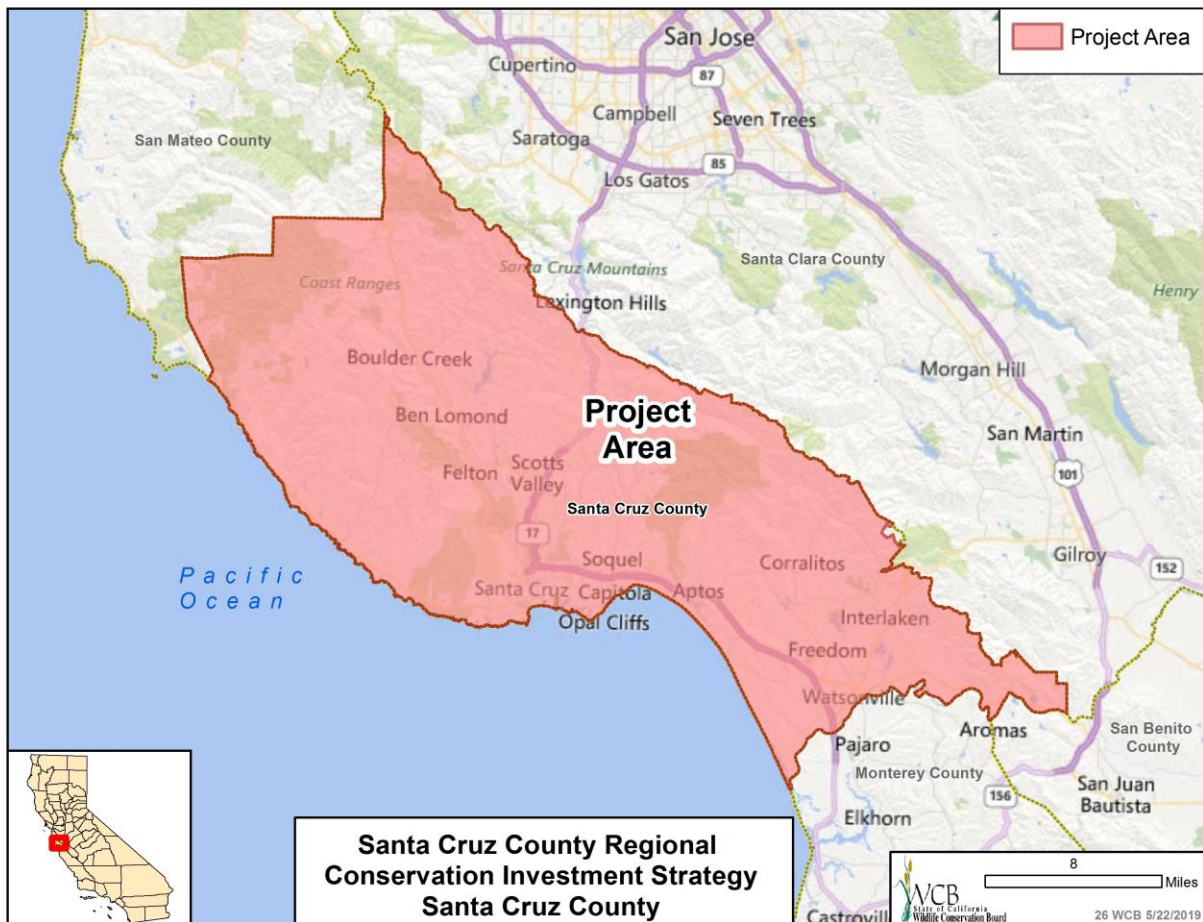 San Jose
Project Area
Cupertino
87
Campbell
Seven Trees
Saratoga
San Mateo County
85
Los Gatos
Santa Clara County
Santa Cruz Mountains
Coast Ranges
Henry
Lexington Hills
Boulder Creek
Morgan Hill
Project
Area
Ben Lomond
San Martin
Scotts
Valley
Felton
101
Santa Cruz County
17
Pacific
Ocean
Soquel
Corralitos
Gilroy
152
Santa Cruz
Capitola
Aptos
Opal Cliffs
Interlaken
Freedom
Watsonville
Aromas
San Benito
County
Pajaro
Monterey County
San Juan
Bautista
156
Elkhorn
Castroville
Santa Cruz County Regional
Conservation Investment Strategy
Santa Cruz County
8
Miles
WCB
State of California
Wildlife Conservation Board
26 WCB 5/22/2019